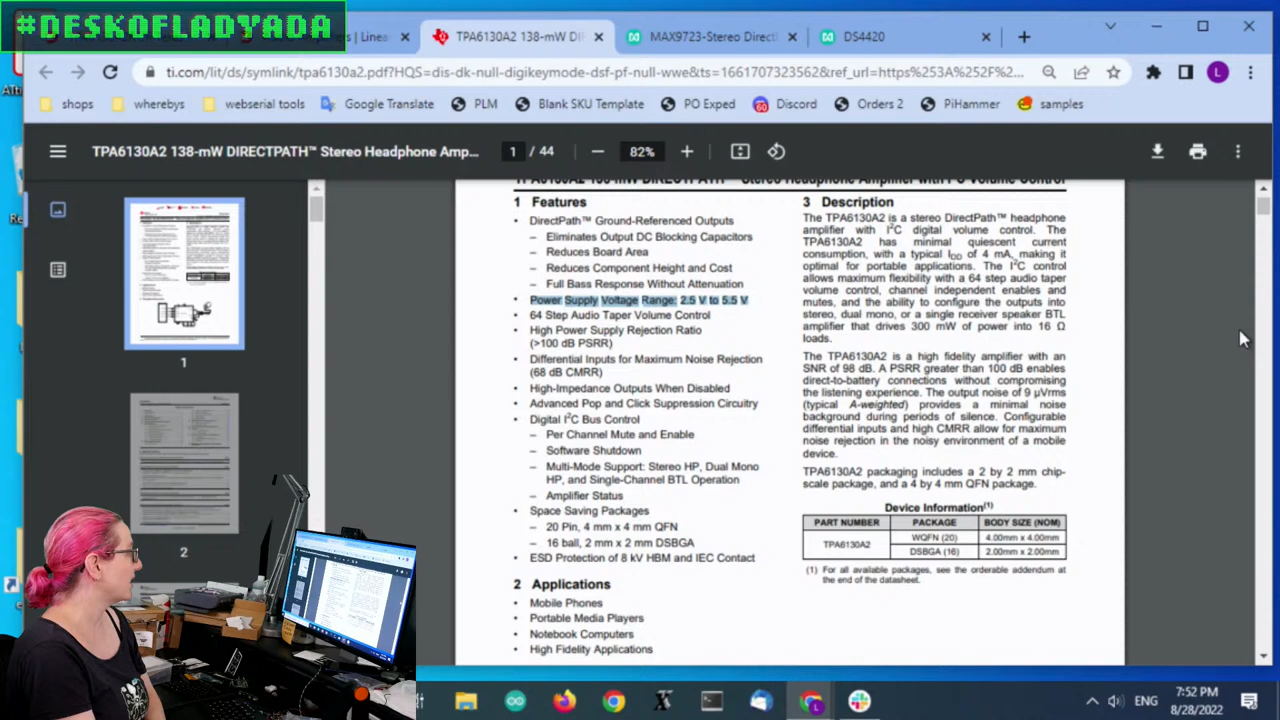 #DESKOFLADYADA
TPA6130A2 138-mW DI
MAX9723-Stereo Direct
DS4420
ti.com/lit/ds/symlink/tpa6130a2.pdf?HQS=dis-dk-null-digikeymode-dsf-pf-null-wwe&ts=1661707323562&ref_url=https%253A%252F%252F...
shops
whereby
webserial tools
Google Translate
PLM
Blank SKU Template
PO Exped
Discord
Orders 2
PiHammer
samples
TPA6130A2 138-mW DIRECTPATH™ Stereo Headphone Amp...
1 / 44
82%
1
2
1 Features
• DirectPath™ Ground-Referenced Outputs
– Eliminates Output DC Blocking Capacitors
– Reduces Board Area
– Reduces Component Height and Cost
– Full Bass Response Without Attenuation
• Power Supply Voltage Range: 2.5 V to 5.5 V
• 64 Step Audio Taper Volume Control
• High Power Supply Rejection Ratio
(>100 dB PSRR)
• Differential Inputs for Maximum Noise Rejection
(68 dB CMRR)
• High-Impedance Outputs When Disabled
• Advanced Pop and Click Suppression Circuitry
• Digital I²C Bus Control
– Per Channel Mute and Enable
– Software Shutdown
– Multi-Mode Support: Stereo HP, Dual Mono
HP, and Single-Channel BTL Operation
– Amplifier Status
• Space Saving Packages
– 20 Pin, 4 mm x 4 mm QFN
– 16 ball, 2 mm x 2 mm DSBGA
• ESD Protection of 8 kV HBM and IEC Contact
2 Applications
• Mobile Phones
• Portable Media Players
• Notebook Computers
• High Fidelity Applications
3 Description
The TPA6130A2 is a stereo DirectPath™ headphone
amplifier with I²C digital volume control. The
TPA6130A2 has minimal quiescent current
consumption, with a typical IDD of 4 mA, making it
optimal for portable applications. The I²C control
allows maximum flexibility with a 64 step audio taper
volume control, channel independent enables and
mutes, and the ability to configure the outputs into
stereo, dual mono, or a single receiver speaker BTL
amplifier that drives 300 mW of power into 16 Ω
loads.
The TPA6130A2 is a high fidelity amplifier with an
SNR of 98 dB. A PSRR greater than 100 dB enables
direct-to-battery connections without compromising
the listening experience. The output noise of 9 μVrms
(typical A-weighted) provides a minimal noise
background during periods of silence. Configurable
differential inputs and high CMRR allow for maximum
noise rejection in the noisy environment of a mobile
device.
TPA6130A2 packaging includes a 2 by 2 mm chip-
scale package, and a 4 by 4 mm QFN package.
Device Information(1)
PART NUMBER PACKAGE BODY SIZE (NOM)
TPA6130A2 WQFN (20) 4.00mm x 4.00mm
DSBGA (16) 2.00mm x 2.00mm
(1) For all available packages, see the orderable addendum at
the end of the datasheet.
ENG
7:52 PM
8/28/2022